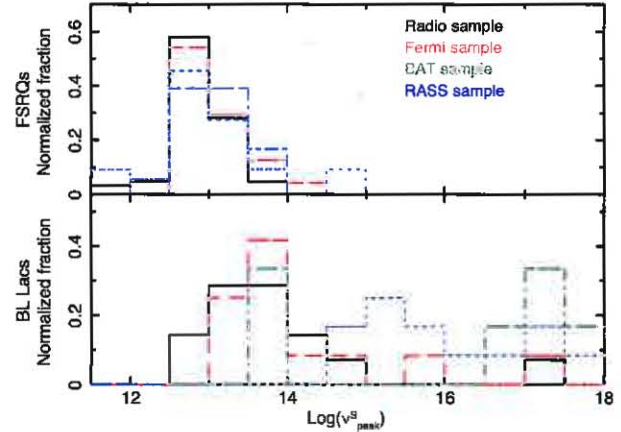 FSRQs
Normalized fraction
0.6
0.4
0.2
0
Radio sample
Fermi sample
BAT sample
RASS sample
BL Lacs
Normalized fraction
0.4
0.2
0
12
14
16
18
Log(ν^S_peak)